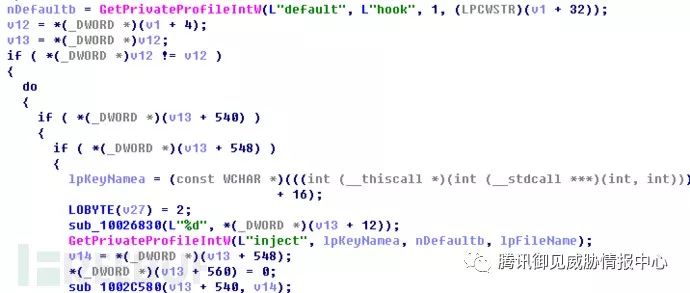 nDefaultb = GetPrivateProfileIntW(L"default", L"hook", 1, (LPCWSTR)(v1 + 32));
v12 = *(_DWORD *)(v1 + 4);
v13 = *(_DWORD *)v12;
if ( *(_DWORD *)v12 != v12 )
{
do
{
if ( *(_DWORD *)(v13 + 540) )
{
if ( *(_DWORD *)(v13 + 548) )
{
lpKeyNamea = (const WCHAR *)(((int (__thiscall *)(int (__stdcall ***)(int, int)))
+ 16);
LOBYTE(v27) = 2;
sub_10026830(L"%d", *(_DWORD *)(v13 + 12));
GetPrivateProfileIntW(L"inject", lpKeyNamea, nDefaultb, lpFileName);
v14 = *(_DWORD *)(v13 + 548);
*(_DWORD *)(v13 + 560) = 0;
sub_1002C580(v13 + 540, v14);
腾讯御见威胁情报中心